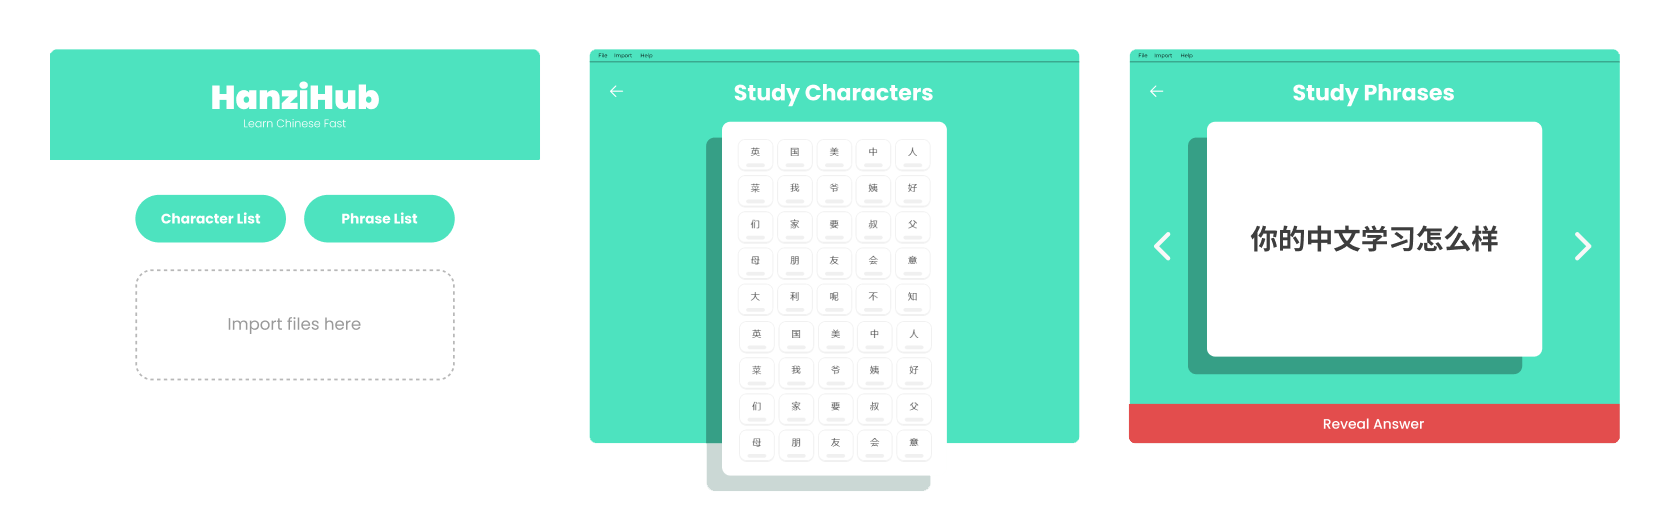 HanziHub
Learn Chinese Fast
Character List
Phrase List
Import files here
File Import Help
Study Characters
英 国 美 中 人
菜 我 爷 姨 好
们 家 要 叔 父
母 朋 友 会 意
大 利 呢 不 知
英 国 美 中 人
菜 我 爷 姨 好
们 家 要 叔 父
母 朋 友 会 意
File Import Help
Study Phrases
你的中文学习怎么样
Reveal Answer